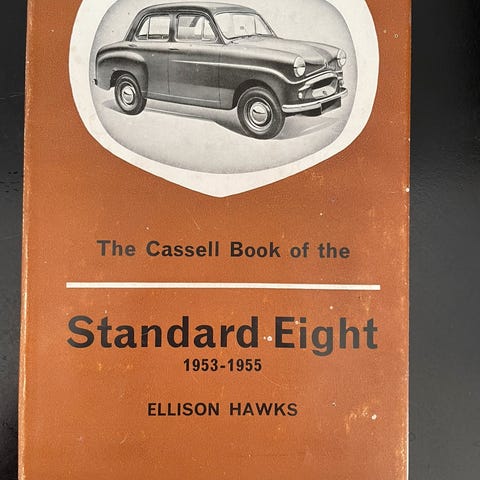 The Cassell Book of the
Standard Eight
1953-1955
ELLISON HAWKS